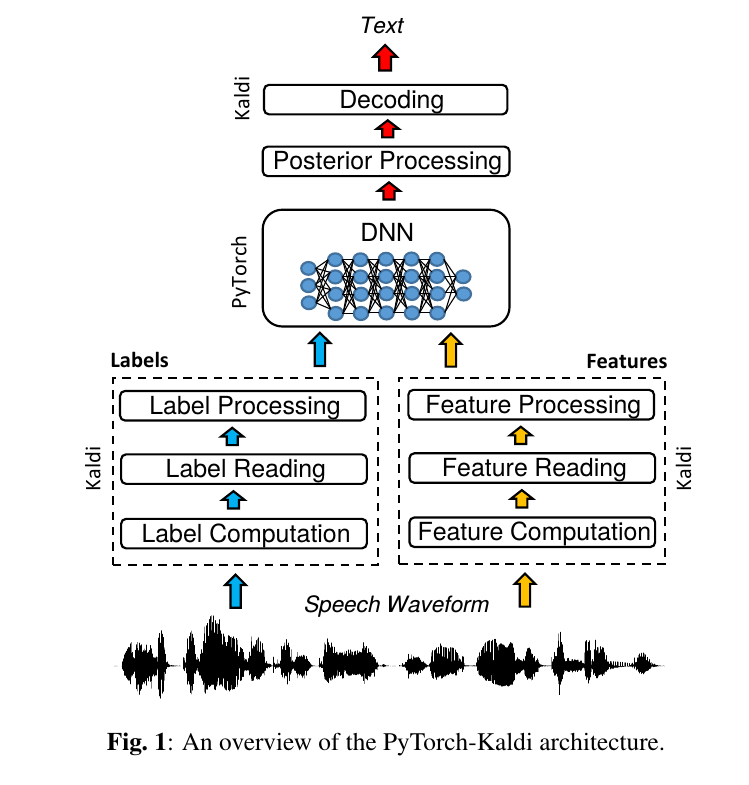 Text
Kaldi
Decoding
Posterior Processing
PyTorch
DNN
Labels
Features
Kaldi
Label Processing
Label Reading
Label Computation
Feature Processing
Feature Reading
Feature Computation
Kaldi
Speech Waveform
Fig. 1: An overview of the PyTorch-Kaldi architecture.